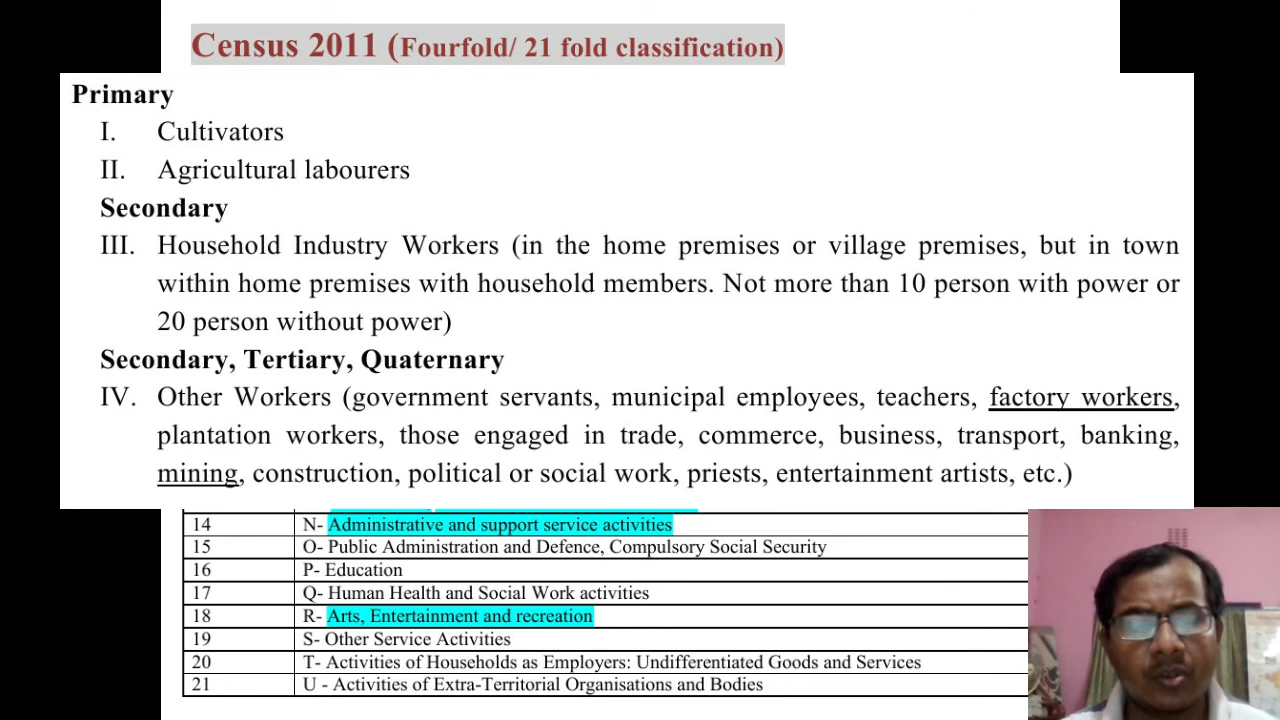 Census 2011 (Fourfold/ 21 fold classification)
Primary
I. Cultivators
II. Agricultural labourers
Secondary
III. Household Industry Workers (in the home premises or village premises, but in town
within home premises with household members. Not more than 10 person with power or
20 person without power)
Secondary, Tertiary, Quaternary
IV. Other Workers (government servants, municipal employees, teachers, factory workers,
plantation workers, those engaged in trade, commerce, business, transport, banking,
mining, construction, political or social work, priests, entertainment artists, etc.)
14 N- Administrative and support service activities
15 O- Public Administration and Defence, Compulsory Social Security
16 P- Education
17 Q- Human Health and Social Work activities
18 R- Arts, Entertainment and recreation
19 S- Other Service Activities
20 T- Activities of Households as Employers: Undifferentiated Goods and Services
21 U - Activities of Extra-Territorial Organisations and Bodies